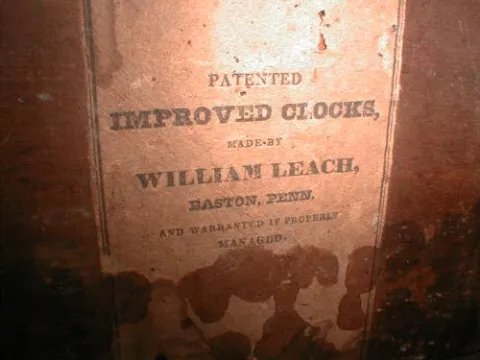 PATENTED
IMPROVED CLOCKS,
MADE BY
WILLIAM LEACH,
EASTON, PENN.
AND WARRANTED IF PROPERLY
MANAGED.